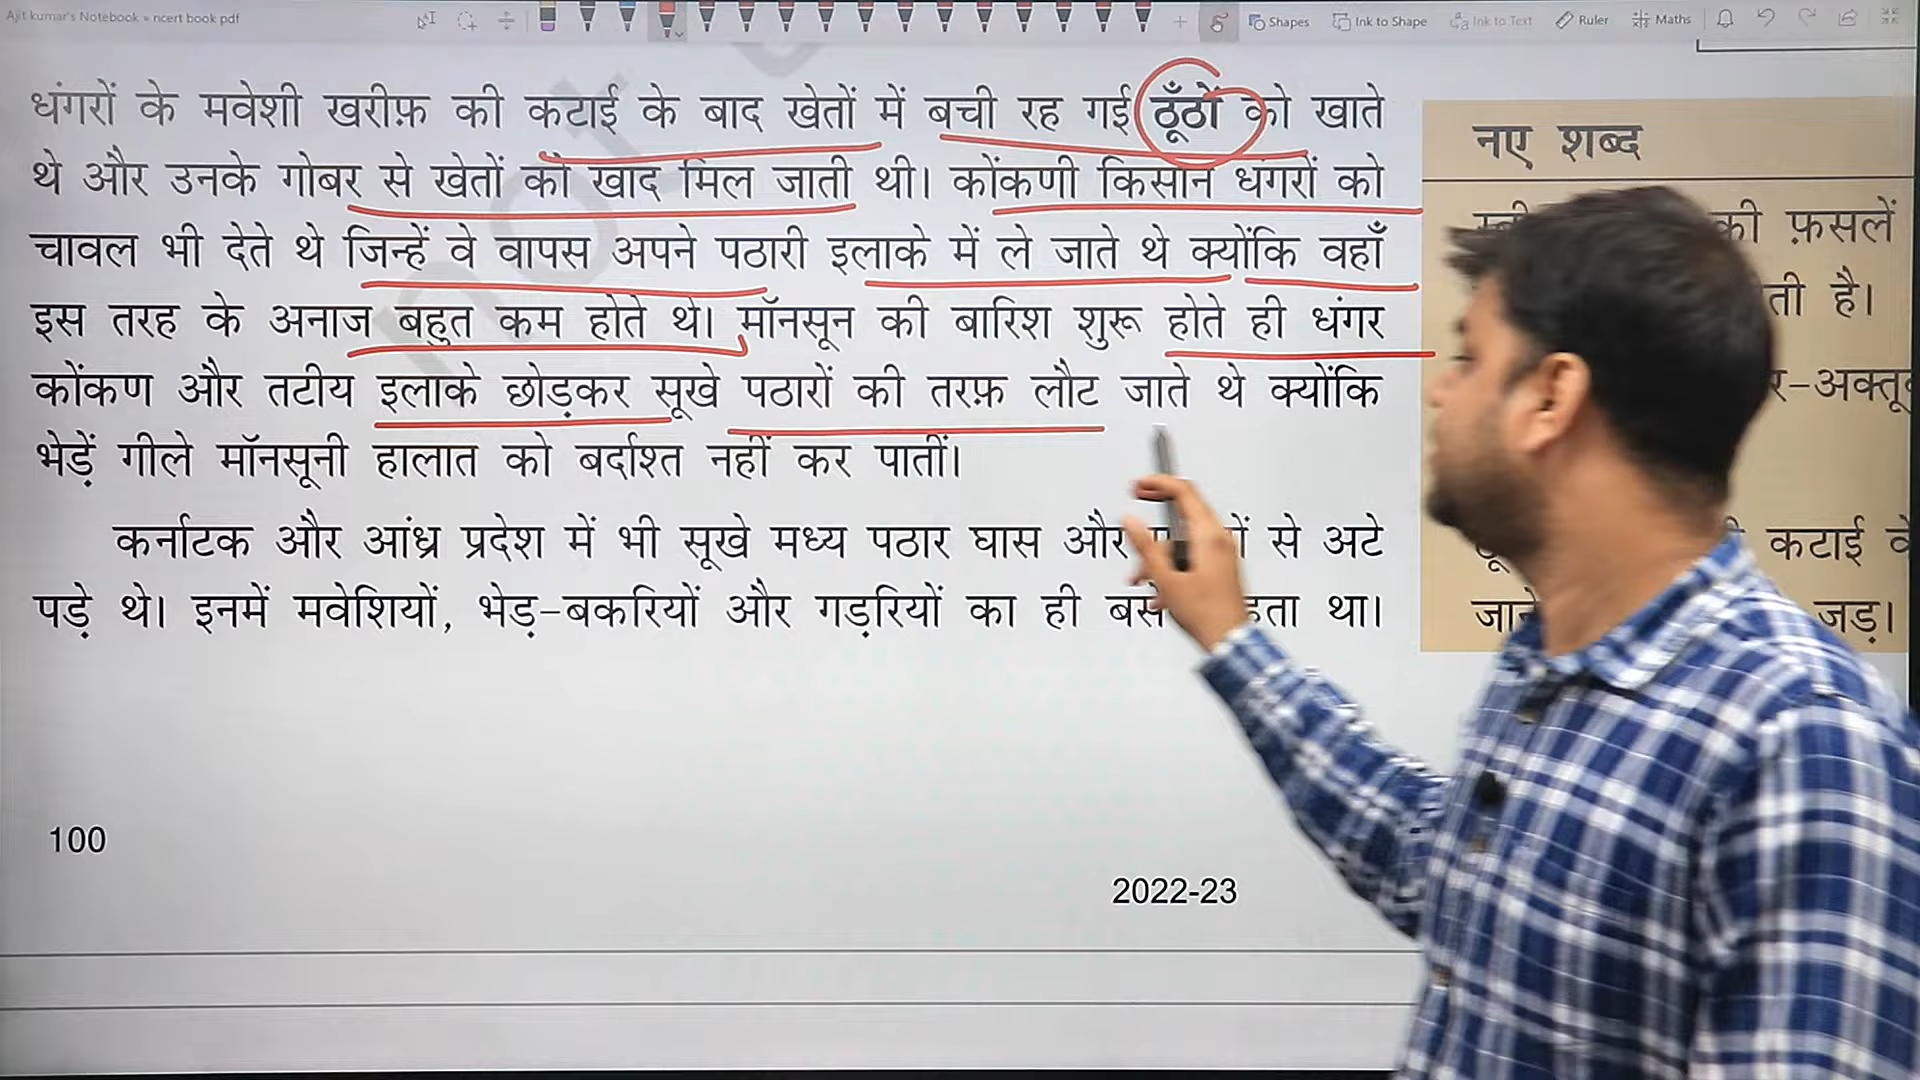 Ajit kumar's Notebook » ncert book pdf
Shapes
Ink to Shape
Ink to Text
Ruler
Maths
धंगरों के मवेशी खरीफ़ की कटाई के बाद खेतों में बची रह गई ठूँठों को खाते
थे और उनके गोबर से खेतों को खाद मिल जाती थी। कोंकणी किसान धंगरों को
चावल भी देते थे जिन्हें वे वापस अपने पठारी इलाके में ले जाते थे क्योंकि वहाँ
इस तरह के अनाज बहुत कम होते थे। मॉनसून की बारिश शुरू होते ही धंगर
कोंकण और तटीय इलाके छोड़कर सूखे पठारों की तरफ़ लौट जाते थे क्योंकि
भेड़ें गीले मॉनसूनी हालात को बर्दाश्त नहीं कर पातीं।
कर्नाटक और आंध्र प्रदेश में भी सूखे मध्य पठार घास और से अटे
पड़े थे। इनमें मवेशियों, भेड़-बकरियों और गड़रियों का ही था।
नए शब्द
की फ़सलें
है।
कटाई
जड़।
100
2022-23
not